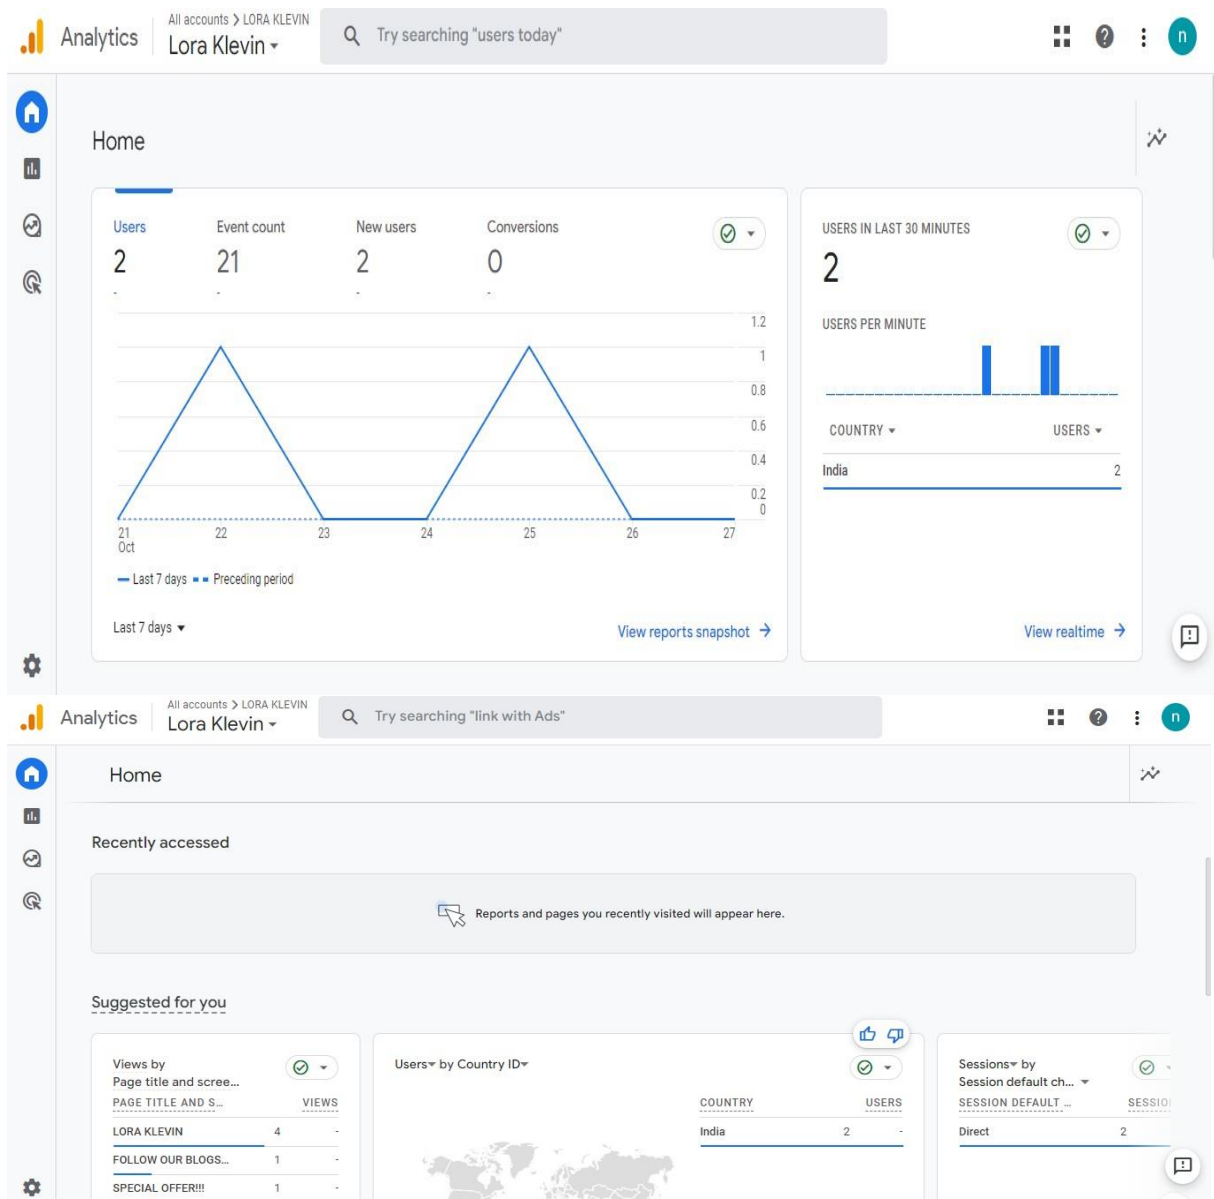 All accounts > LORA KLEVIN
Analytics
Lora Klevin
Try searching "users today"
n
Home
Users
Event count
New users
Conversions
2
21
2
0
-
-
-
-
1.2
1
0.8
0.6
0.4
0.2
0
21
22
23
24
25
26
27
Oct
Last 7 days
Preceding period
Last 7 days
View reports snapshot
USERS IN LAST 30 MINUTES
2
USERS PER MINUTE
COUNTRY
USERS
India
2
View realtime
All accounts > LORA KLEVIN
Analytics
Lora Klevin
Try searching "link with Ads"
n
Home
Recently accessed
Reports and pages you recently visited will appear here.
Suggested for you
Views by
Page title and scree...
PAGE TITLE AND S...
VIEWS
LORA KLEVIN
4
-
FOLLOW OUR BLOGS...
1
-
SPECIAL OFFER!!!
1
-
Users by Country ID
COUNTRY
USERS
India
2
-
Sessions by
Session default ch...
SESSION DEFAULT ...
SESSIO
Direct
2